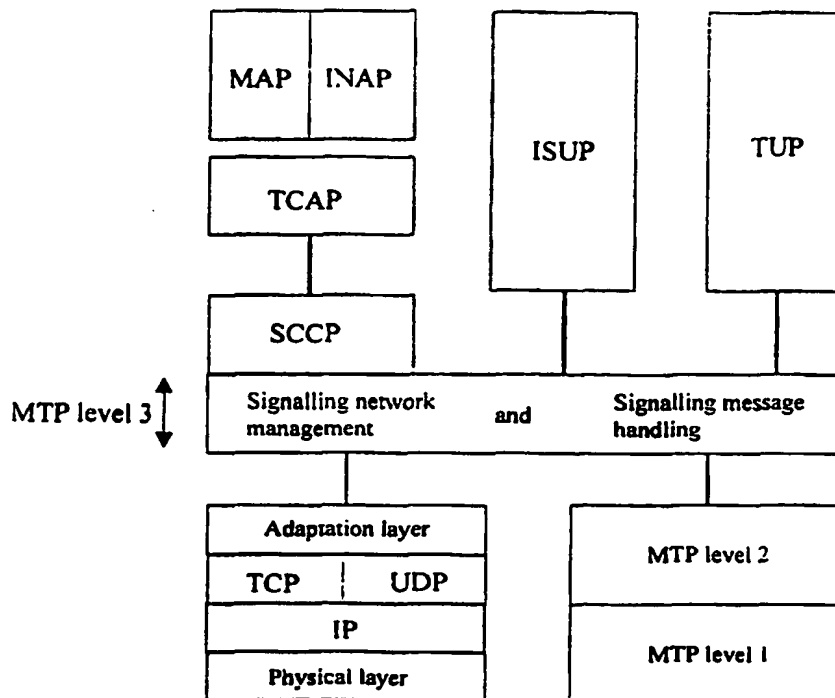 MAP INAP
ISUP
TUP
TCAP
SCCP
MTP level 3
Signalling network
management
and
Signalling message
handling
Adaptation layer
MTP level 2
TCP UDP
IP
Physical layer
MTP level 1